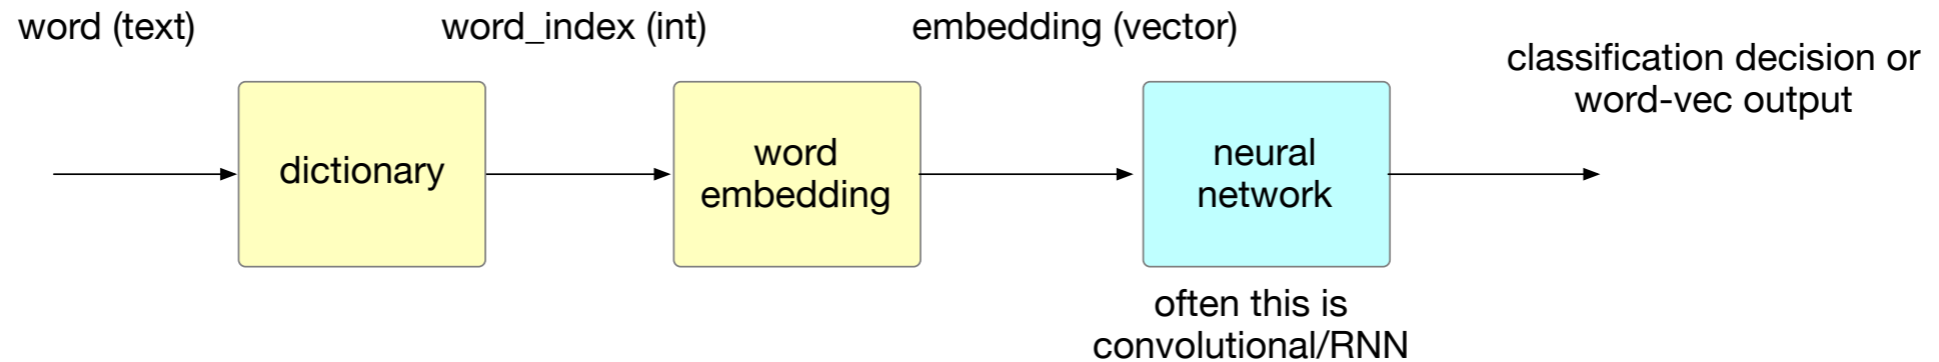 word (text)
word_index (int)
embedding (vector)
classification decision or
word-vec output
dictionary
word
embedding
neural
network
often this is
convolutional/RNN